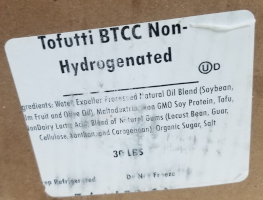 Tofutti BTCC Non-
Hydrogenated
U D
Ingredients: Water, Expeller Pressed Natural Oil Blend (Soybean,
Palm Fruit and Olive Oil), Maltodextrin, Non GMO Soy Protein, Tofu,
NonDairy Lactic Acid, Blend of Natural Gums (Locust Bean, Guar,
Cellulose, Xanthan, and Carageenan), Organic Sugar, Salt
30 LBS
Keep Refrigerated Do Not Freeze